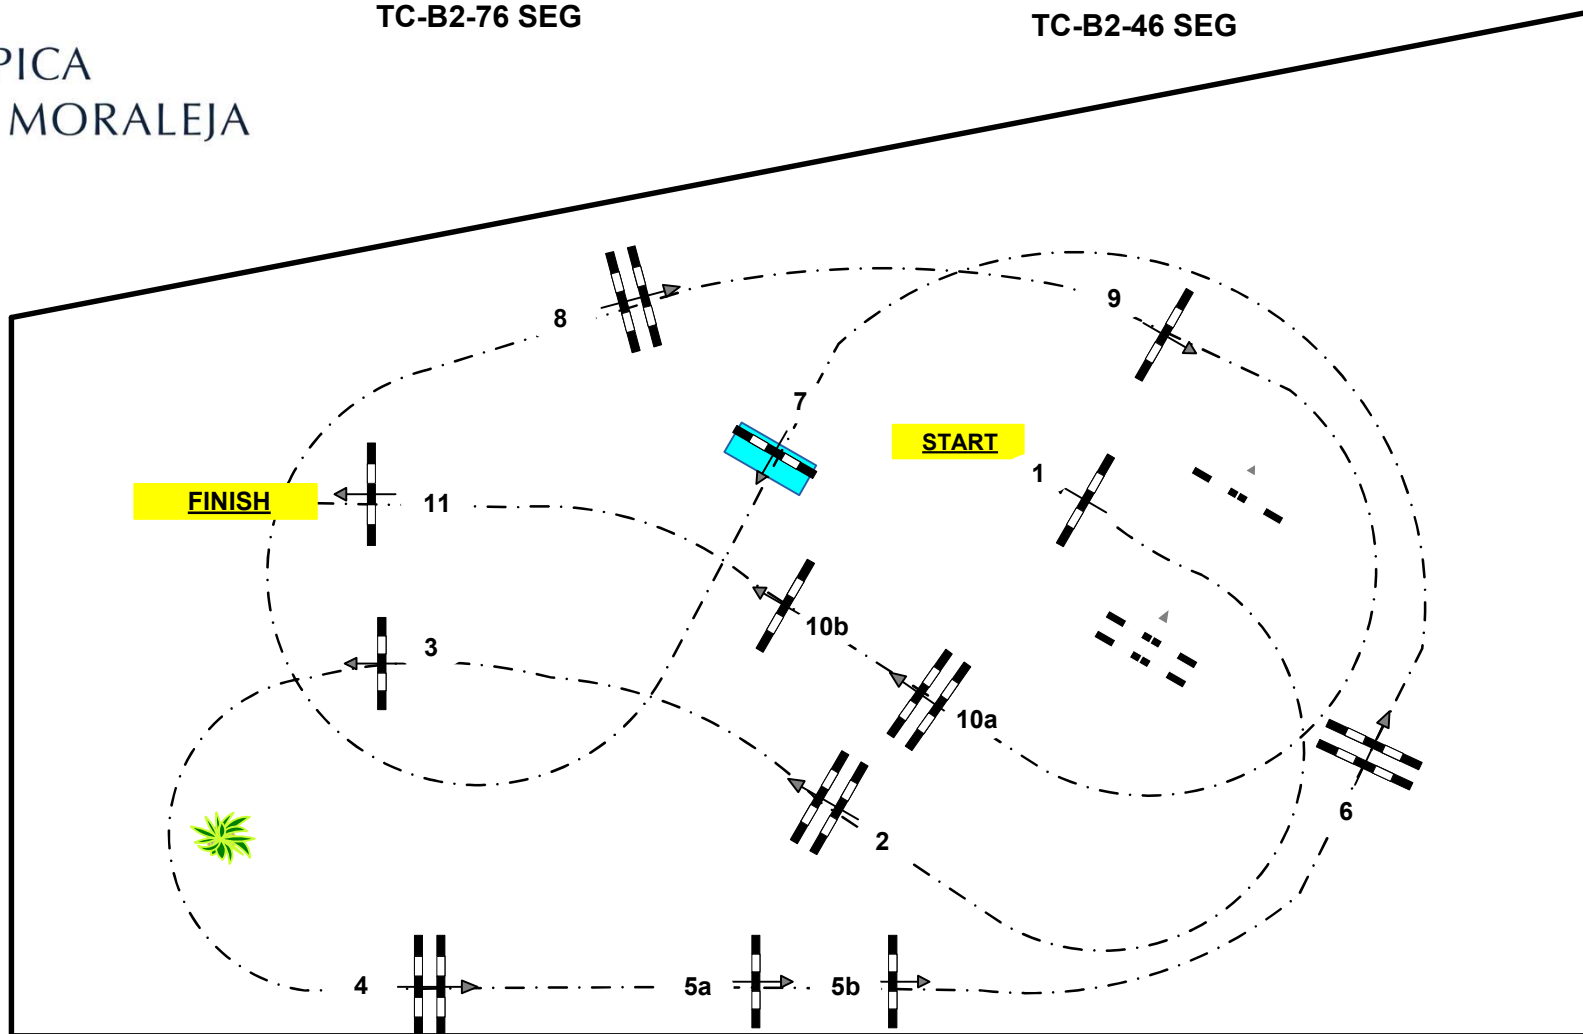 TC-B2-76 SEG
TC-B2-46 SEG
PICA
MORALEJA
8
9
7
START
1
FINISH
11
10b
3
10a
2
6
4
5a
5b